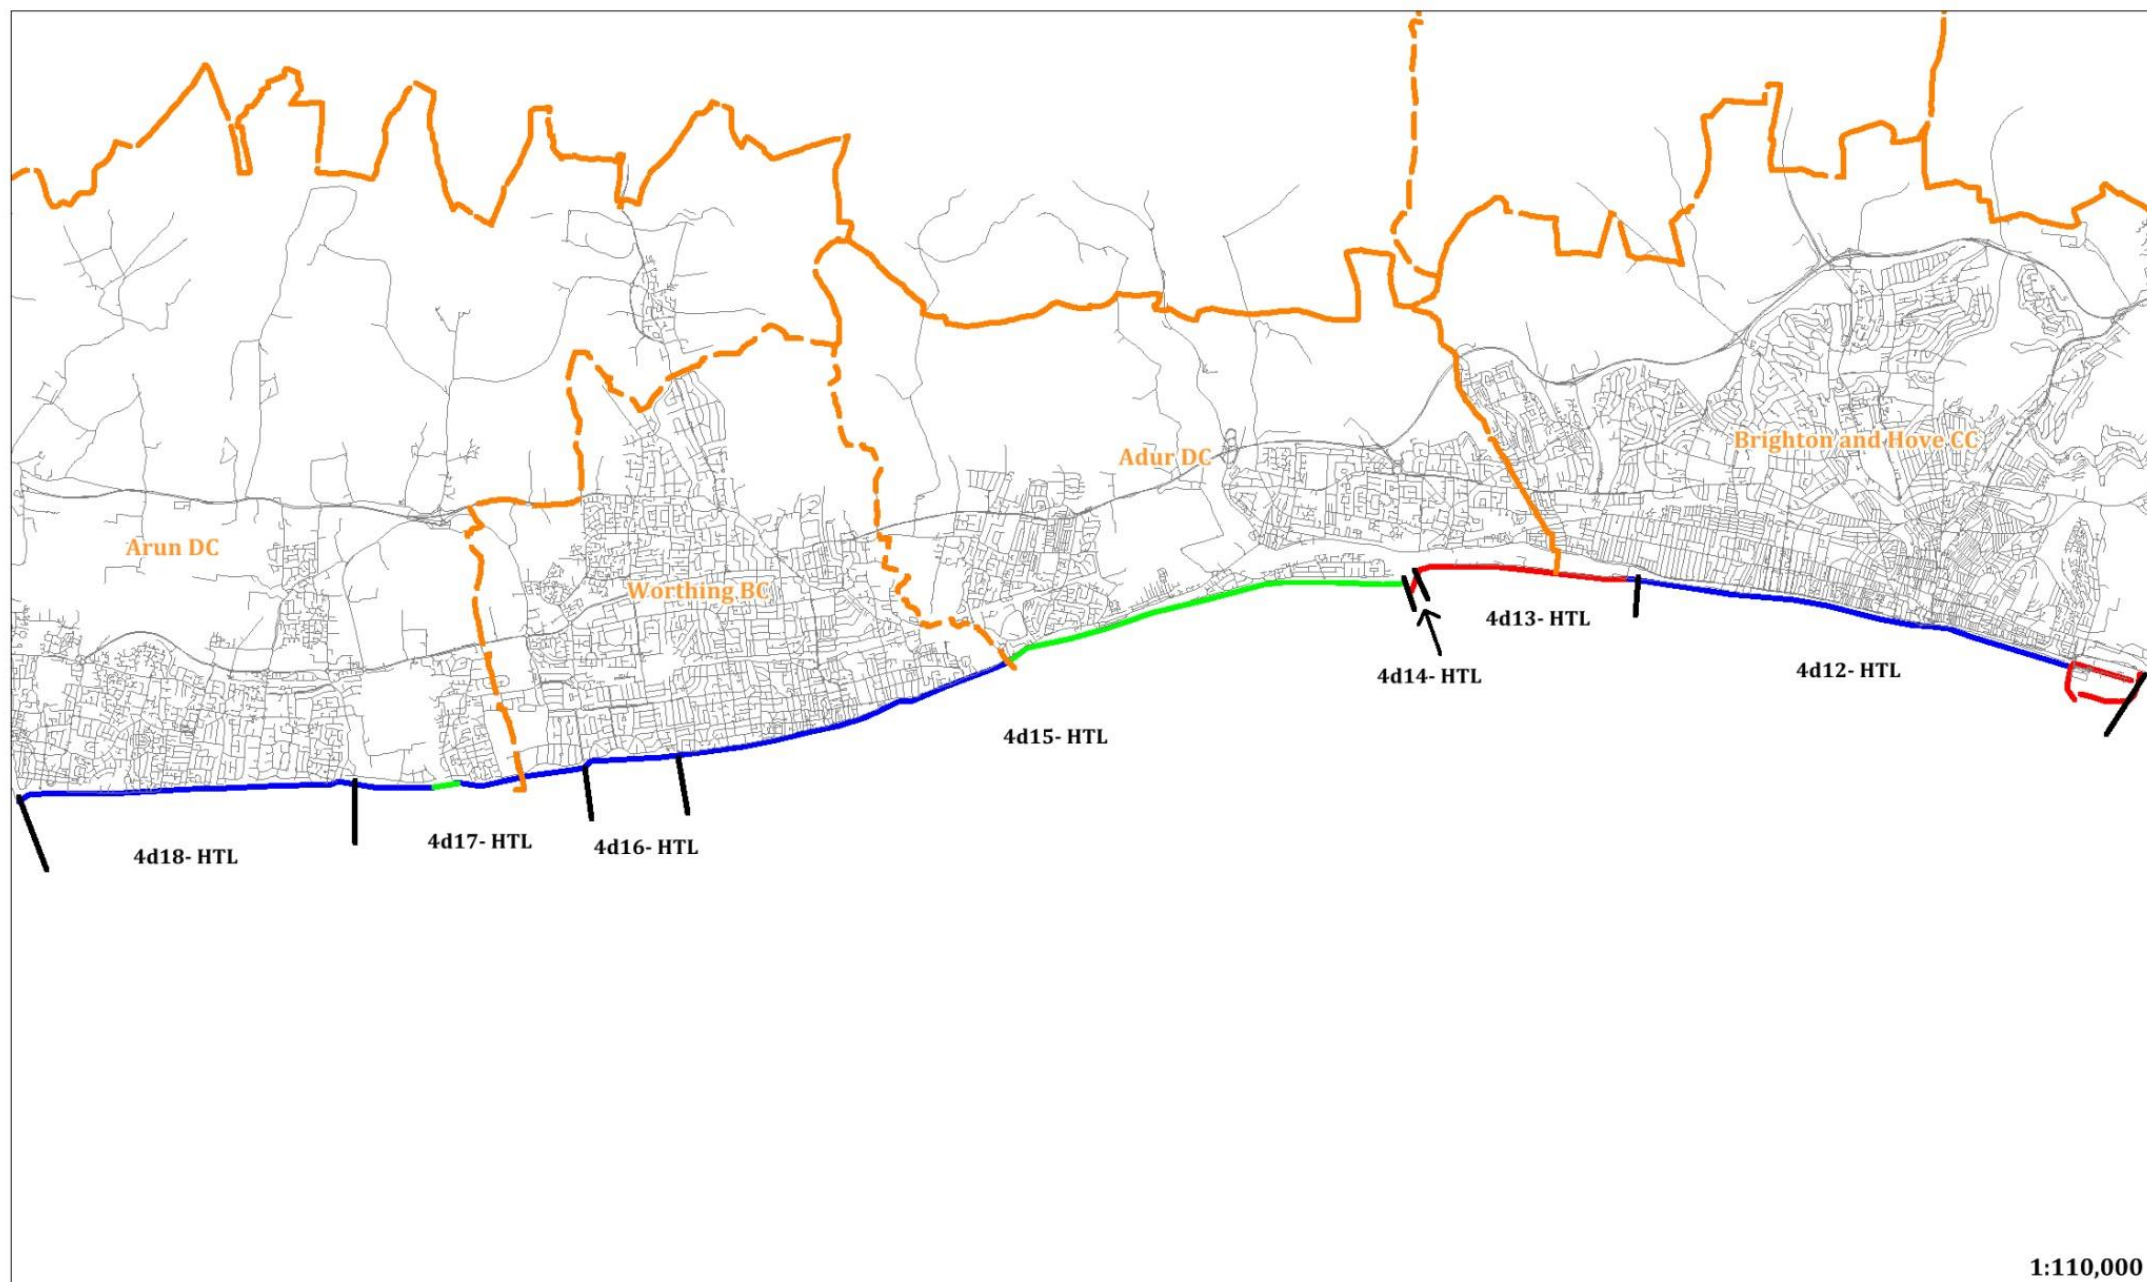 Brighton and Hove CC
Adur DC
Arun DC
Worthing BC
4d13- HTL
4d14- HTL
4d12- HTL
4d15- HTL
4d17- HTL
4d16- HTL
4d18- HTL
1:110,000